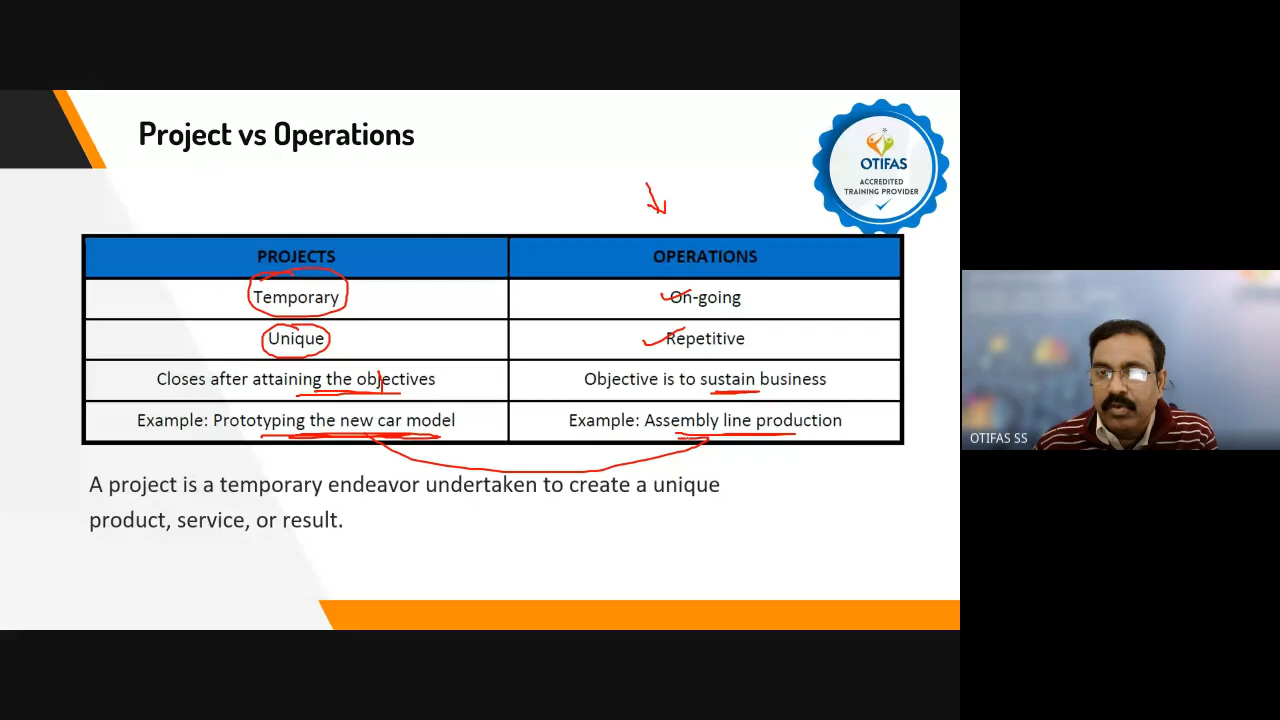 Project vs Operations
OTIFAS
ACCREDITED
TRAINING PROVIDER
PROJECTS OPERATIONS
Temporary On-going
Unique Repetitive
Closes after attaining the objectives Objective is to sustain business
Example: Prototyping the new car model Example: Assembly line production
A project is a temporary endeavor undertaken to create a unique
product, service, or result.
OTIFAS SS